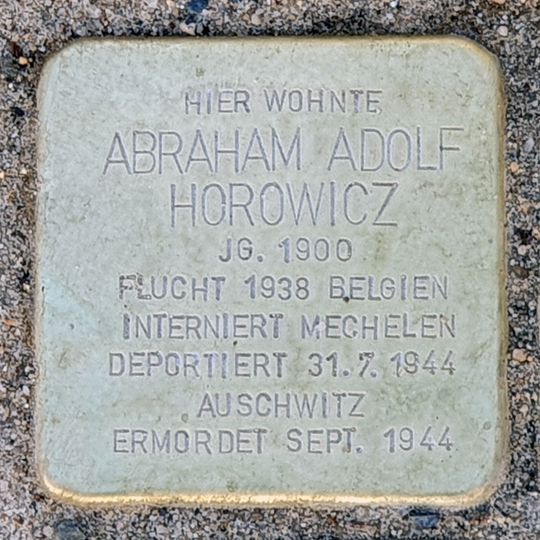 HIER WOHNTE
ABRAHAM ADOLF
HOROWICZ
JG. 1900
FLUCHT 1938 BELGIEN
INTERNIERT MECHELEN
DEPORTIERT 31.7.1944
AUSCHWITZ
ERMORDET SEPT. 1944